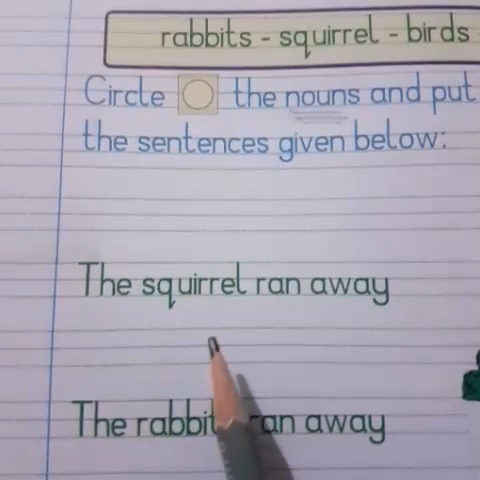 rabbits - squirrel - birds
Circle the nouns and put
the sentences given below:
The squirrel ran away
The rabbit ran away